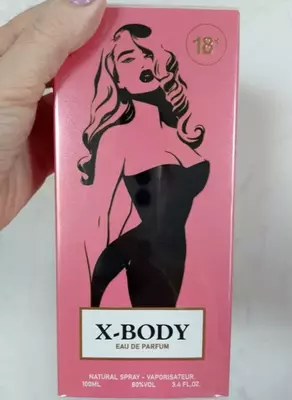 18+
X-BODY
EAU DE PARFUM
NATURAL SPRAY - VAPORISATEUR
100ML 80%VOL 3.4 FL.OZ